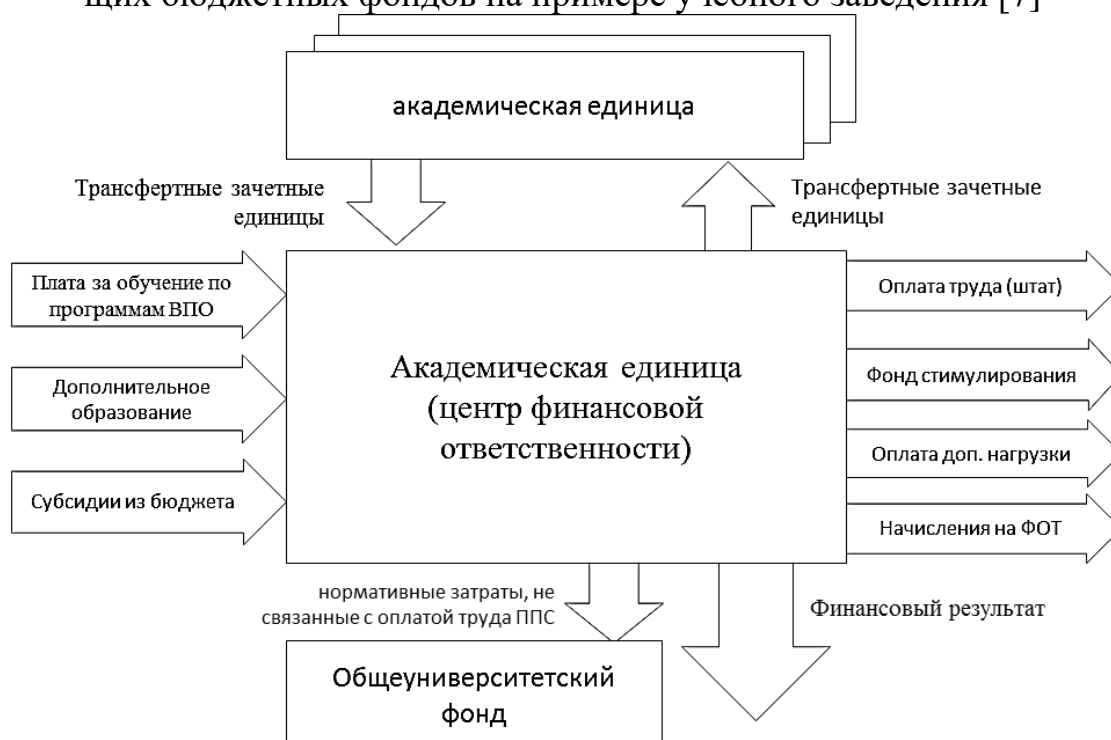 щих бюджетных фондов на примере учебного заведения [7]
академическая единица
Трансфертные зачетные
единицы
Трансфертные зачетные
единицы
Плата за обучение по
программам ВПО
Дополнительное
образование
Субсидии из бюджета
Академическая единица
(центр финансовой
ответственности)
Оплата труда (штат)
Фонд стимулирования
Оплата доп. нагрузки
Начисления на ФОТ
нормативные затраты, не
связанные с оплатой труда ППС
Финансовый результат
Общеуниверситетский
фонд